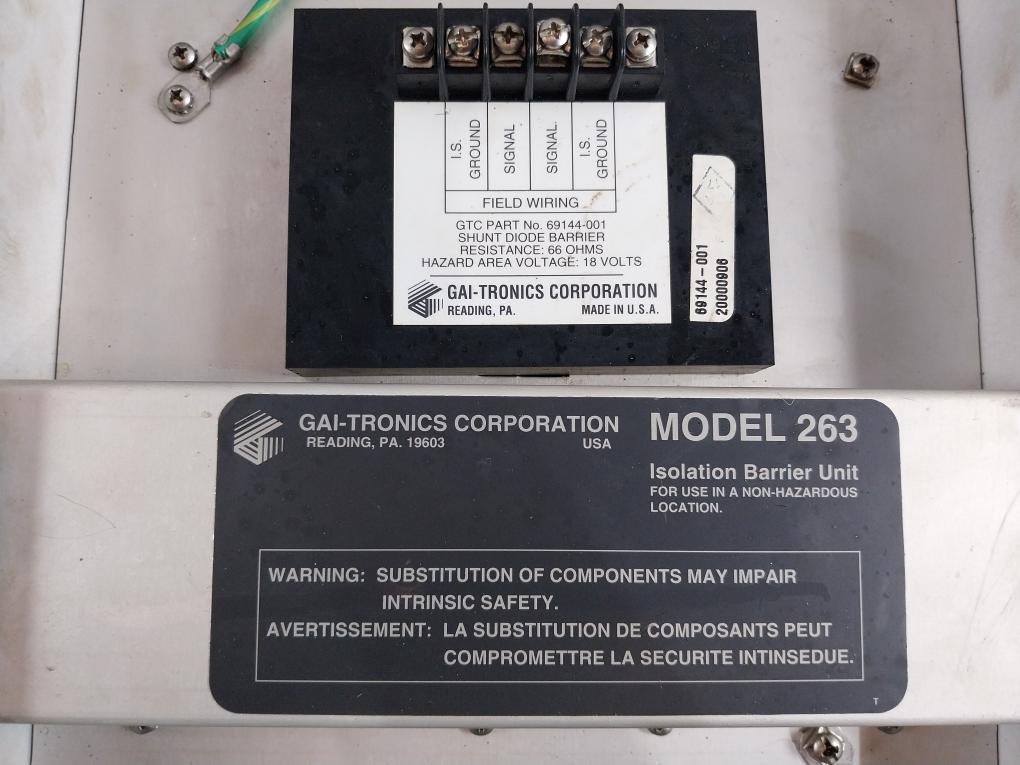 I.S.
GROUND
SIGNAL
SIGNAL.
I.S.
GROUND
FIELD WIRING
GTC PART No. 69144-001
SHUNT DIODE BARRIER
RESISTANCE: 66 OHMS
HAZARD AREA VOLTAGE: 18 VOLTS
GAI-TRONICS CORPORATION
READING, PA. MADE IN U.S.A.
69144-001
20000906
GAI-TRONICS CORPORATION
READING, PA. 19603 USA
MODEL 263
Isolation Barrier Unit
FOR USE IN A NON-HAZARDOUS
LOCATION.
WARNING: SUBSTITUTION OF COMPONENTS MAY IMPAIR
INTRINSIC SAFETY.
AVERTISSEMENT: LA SUBSTITUTION DE COMPOSANTS PEUT
COMPROMETTRE LA SECURITE INTINSEDUE.
T